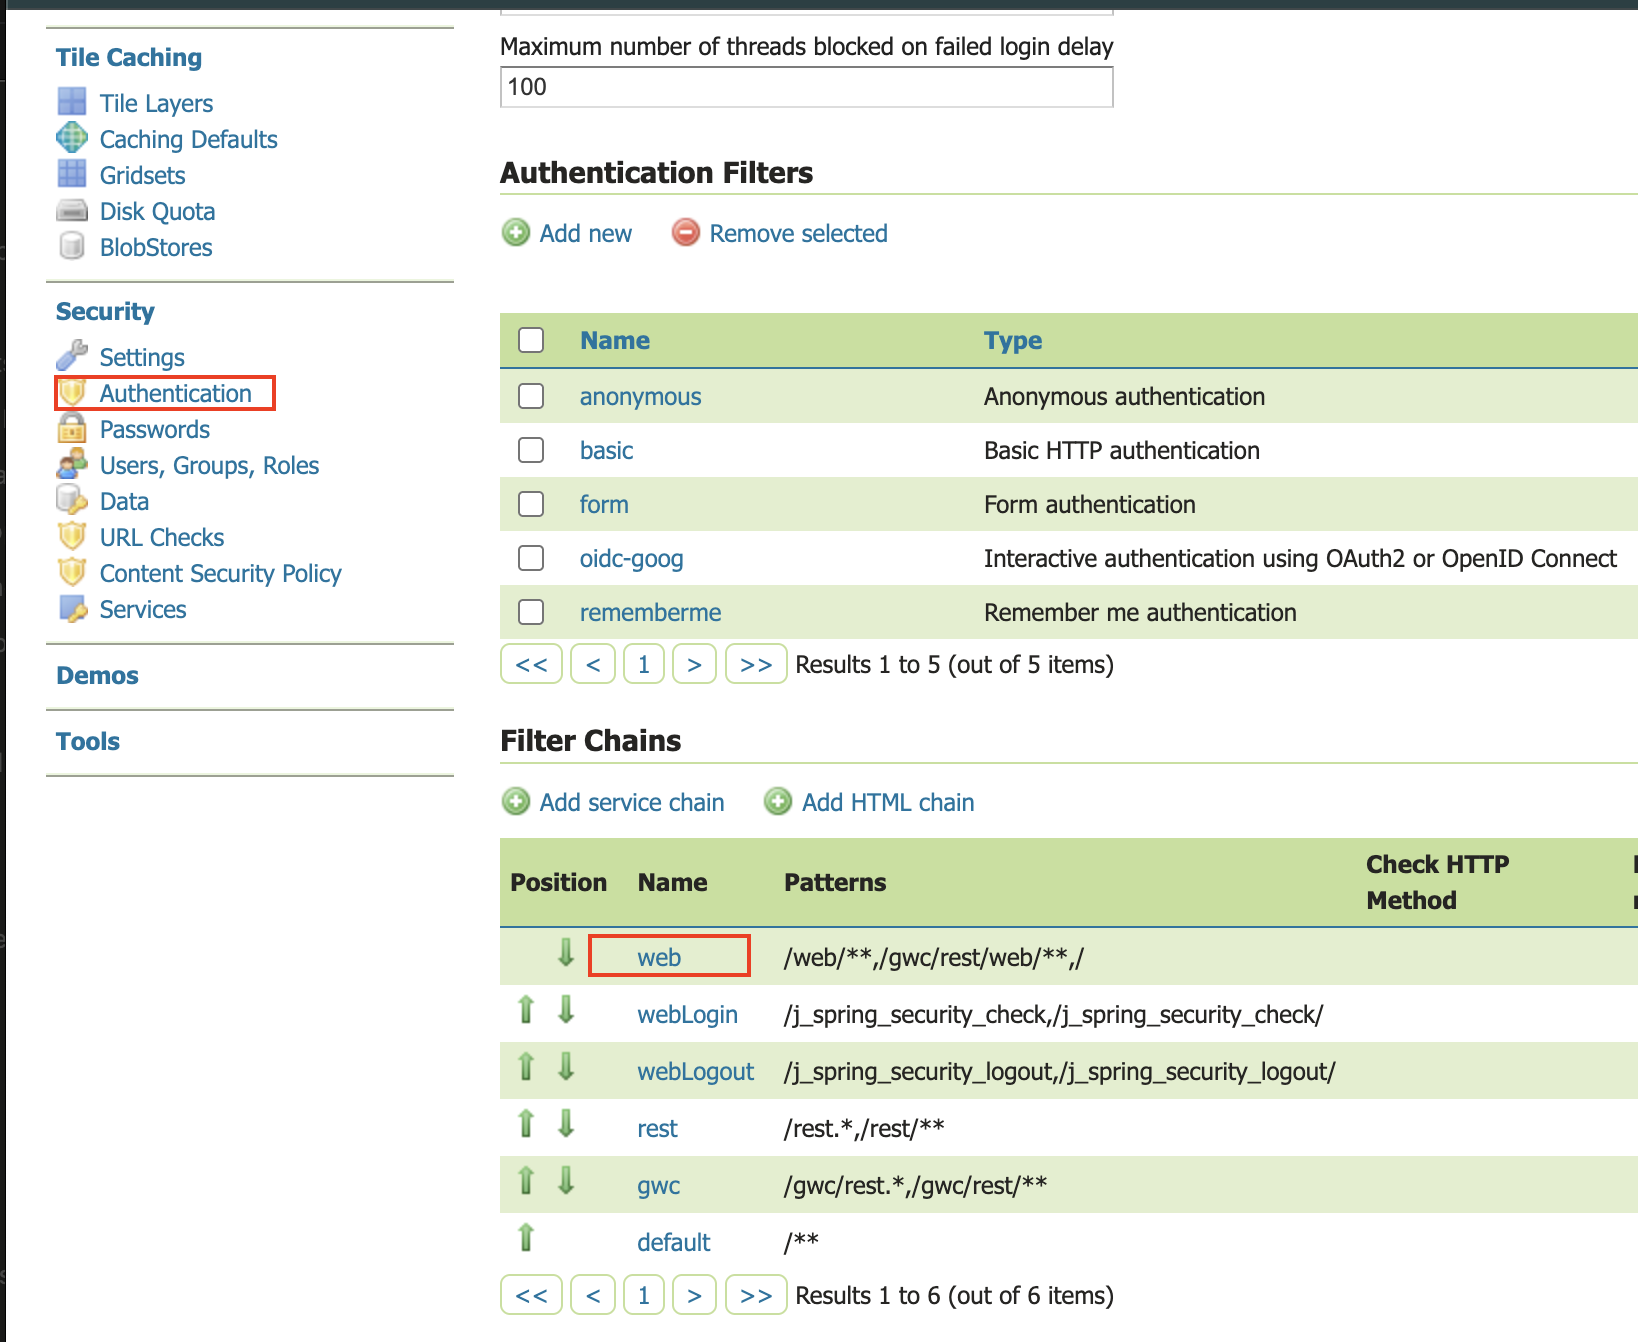 Tile Caching
Tile Layers
Caching Defaults
Gridsets
Disk Quota
BlobStores
Security
Settings
Authentication
Passwords
Users, Groups, Roles
Data
URL Checks
Content Security Policy
Services
Demos
Tools
Maximum number of threads blocked on failed login delay
100
Authentication Filters
Add new Remove selected
Name Type
anonymous Anonymous authentication
basic Basic HTTP authentication
form Form authentication
oidc-goog Interactive authentication using OAuth2 or OpenID Connect
rememberme Remember me authentication
<< < 1 > >> Results 1 to 5 (out of 5 items)
Filter Chains
Add service chain Add HTML chain
Position Name Patterns Check HTTP Method
web /web/**,/gwc/rest/web/**,/
webLogin /j_spring_security_check,/j_spring_security_check/
webLogout /j_spring_security_logout,/j_spring_security_logout/
rest /rest.*,/rest/**
gwc /gwc/rest.*,/gwc/rest/**
default /**
<< < 1 > >> Results 1 to 6 (out of 6 items)